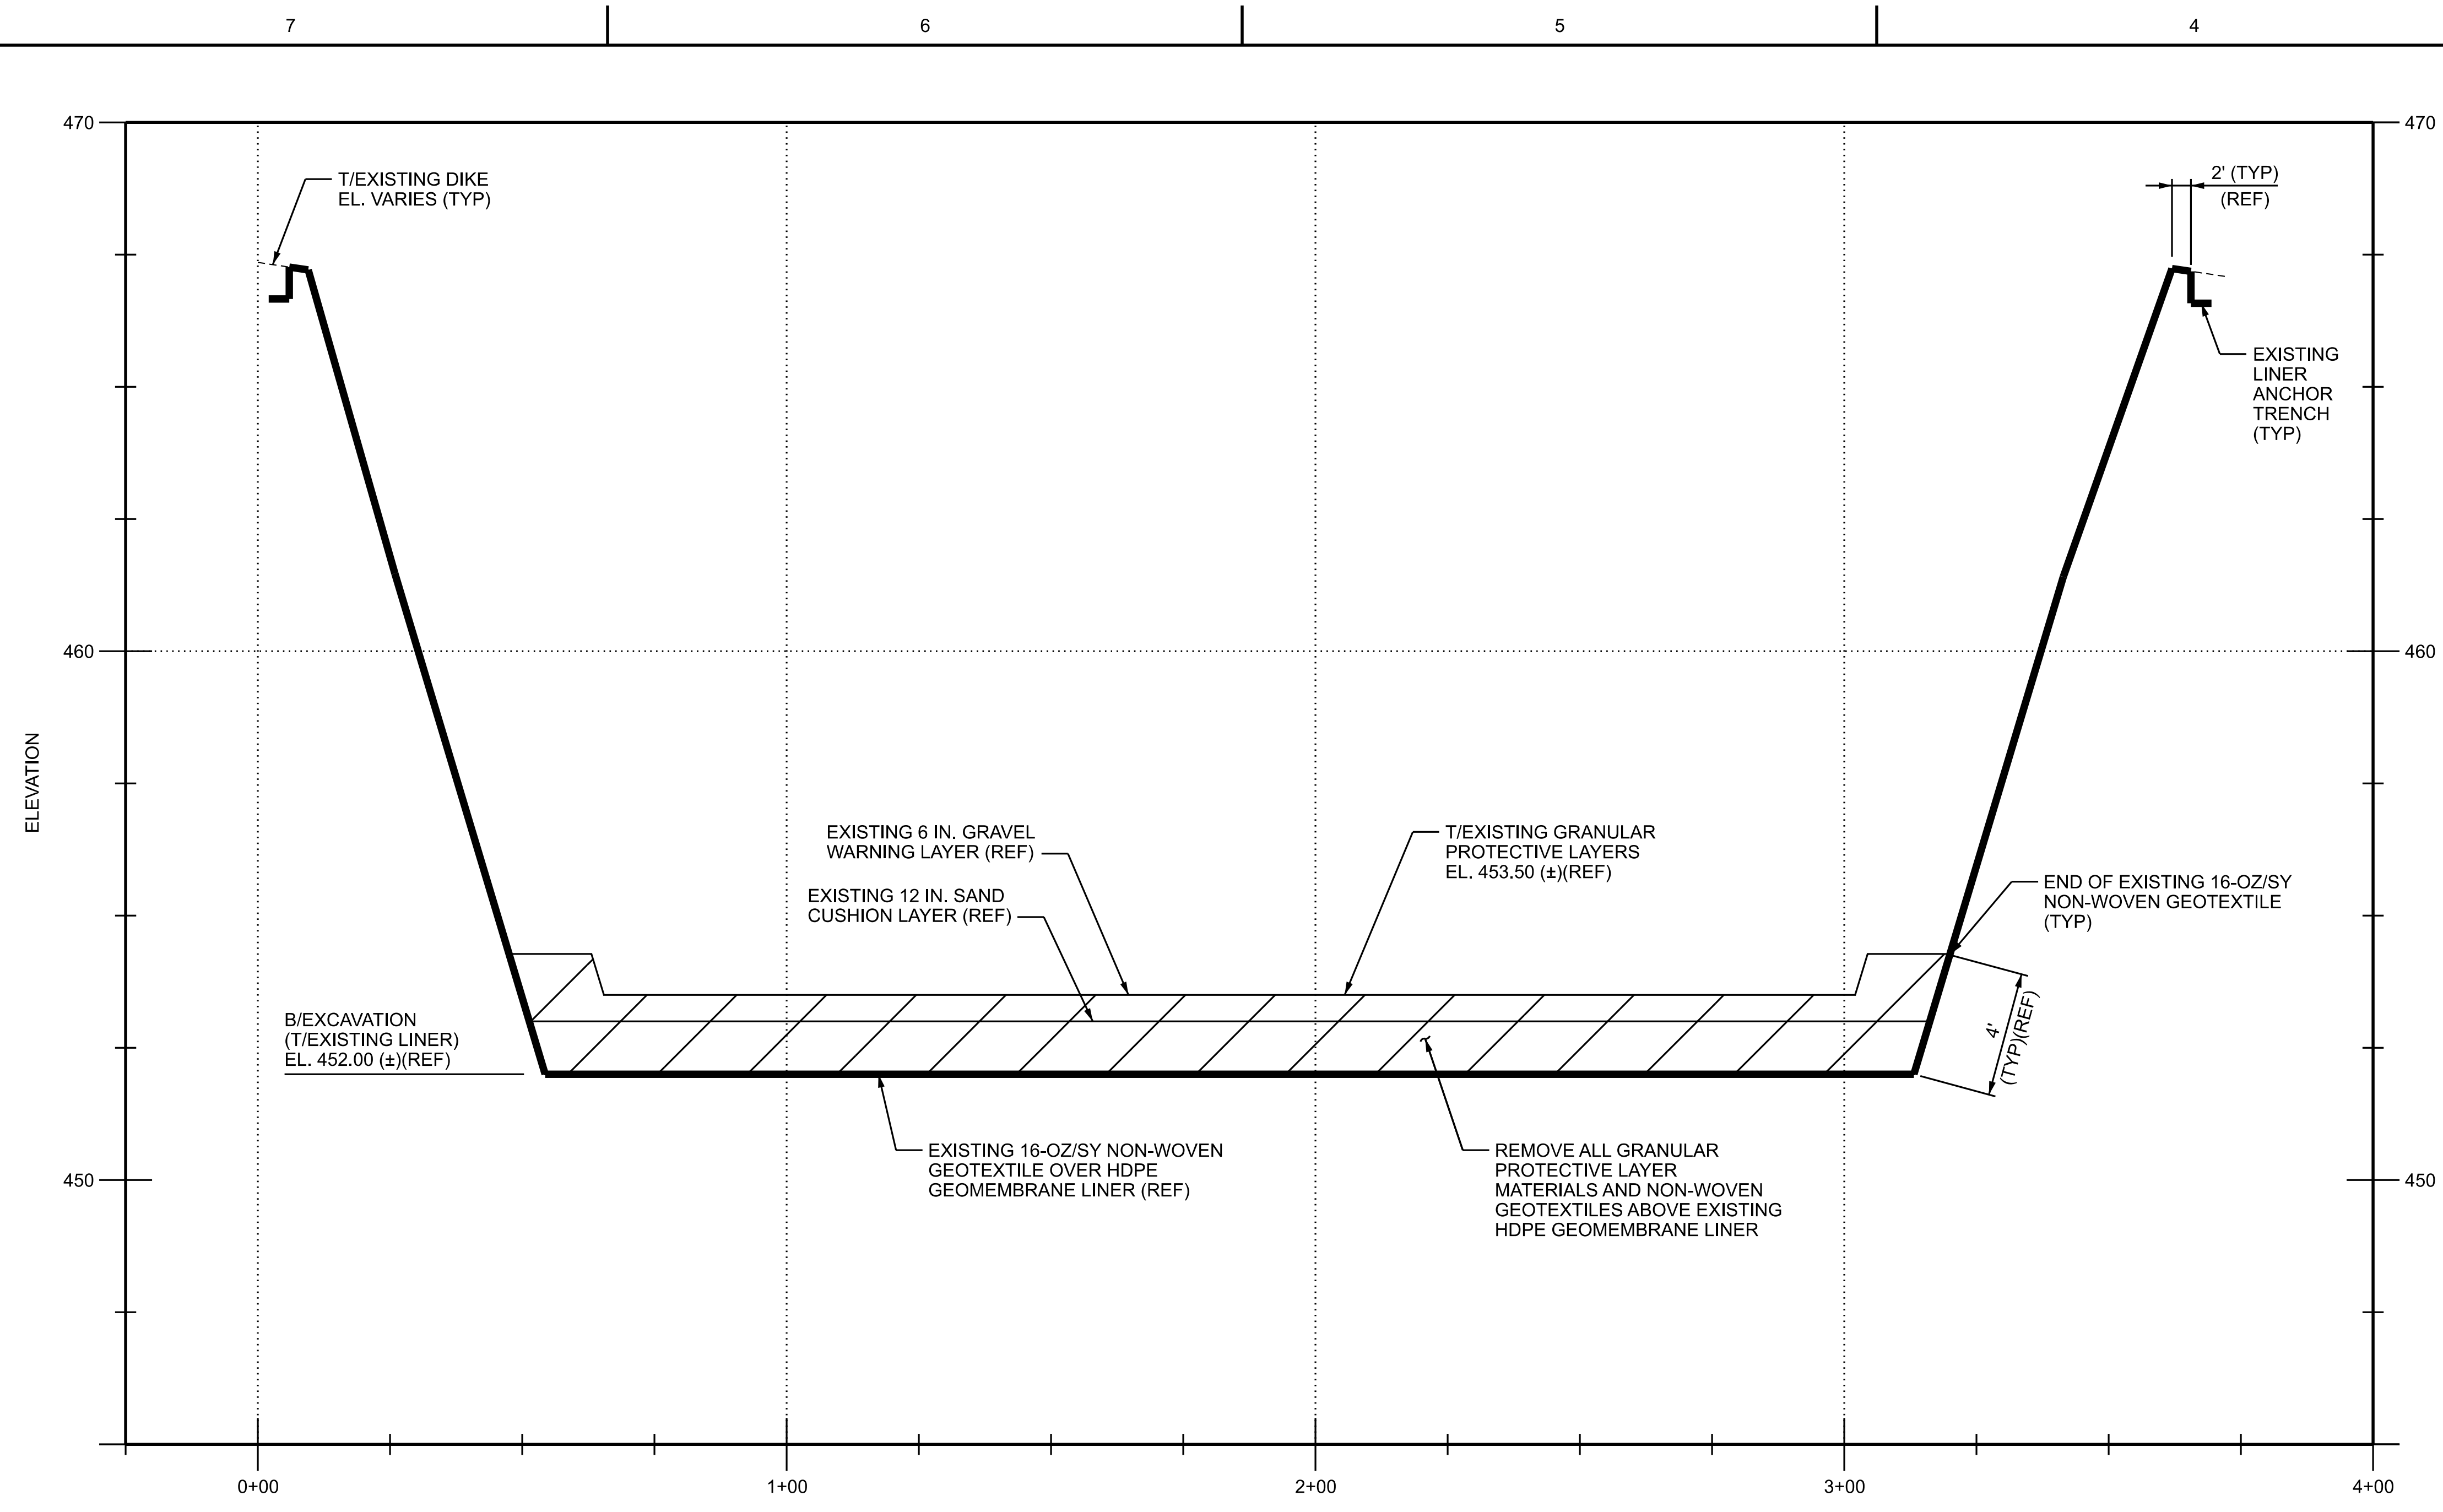 7
6
5
4
470
470
T/EXISTING DIKE
EL. VARIES (TYP)
2' (TYP)
(REF)
EXISTING
LINER
ANCHOR
TRENCH
(TYP)
460
460
ELEVATION
EXISTING 6 IN. GRAVEL
WARNING LAYER (REF)
EXISTING 12 IN. SAND
CUSHION LAYER (REF)
T/EXISTING GRANULAR
PROTECTIVE LAYERS
EL. 453.50 (±)(REF)
END OF EXISTING 16-OZ/SY
NON-WOVEN GEOTEXTILE
(TYP)
B/EXCAVATION
(T/EXISTING LINER)
EL. 452.00 (±)(REF)
4'
(TYP)(REF)
EXISTING 16-OZ/SY NON-WOVEN
GEOTEXTILE OVER HDPE
GEOMEMBRANE LINER (REF)
REMOVE ALL GRANULAR
PROTECTIVE LAYER
MATERIALS AND NON-WOVEN
GEOTEXTILES ABOVE EXISTING
HDPE GEOMEMBRANE LINER
450
450
0+00
1+00
2+00
3+00
4+00